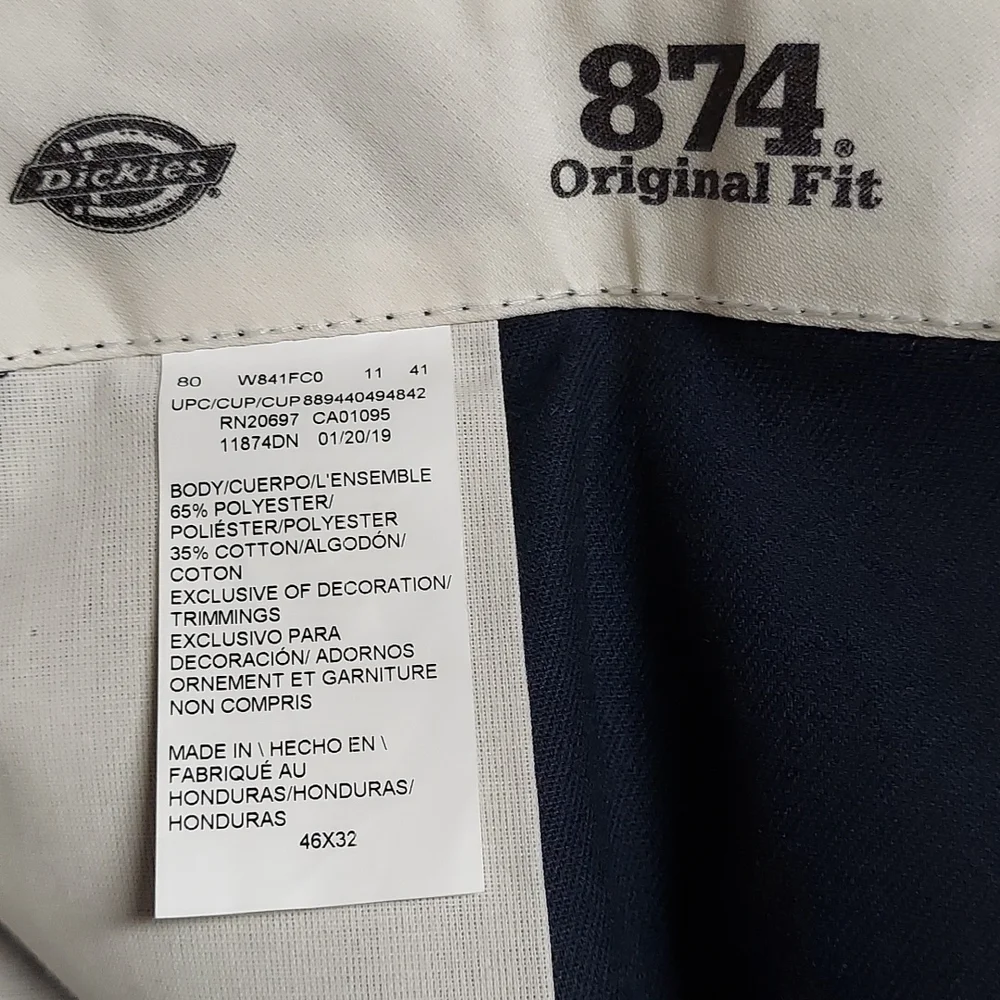 Dickies®
874®
Original Fit
80 W841FC0 11 41
UPC/CUP/CUP 889440494842
RN20697 CA01095
11874DN 01/20/19
BODY/CUERPO/L'ENSEMBLE
65% POLYESTER/
POLIÉSTER/POLYESTER
35% COTTON/ALGODÓN/
COTON
EXCLUSIVE OF DECORATION/
TRIMMINGS
EXCLUSIVO PARA
DECORACIÓN/ ADORNOS
ORNEMENT ET GARNITURE
NON COMPRIS
MADE IN \ HECHO EN \
FABRIQUÉ AU
HONDURAS/HONDURAS/
HONDURAS
46X32